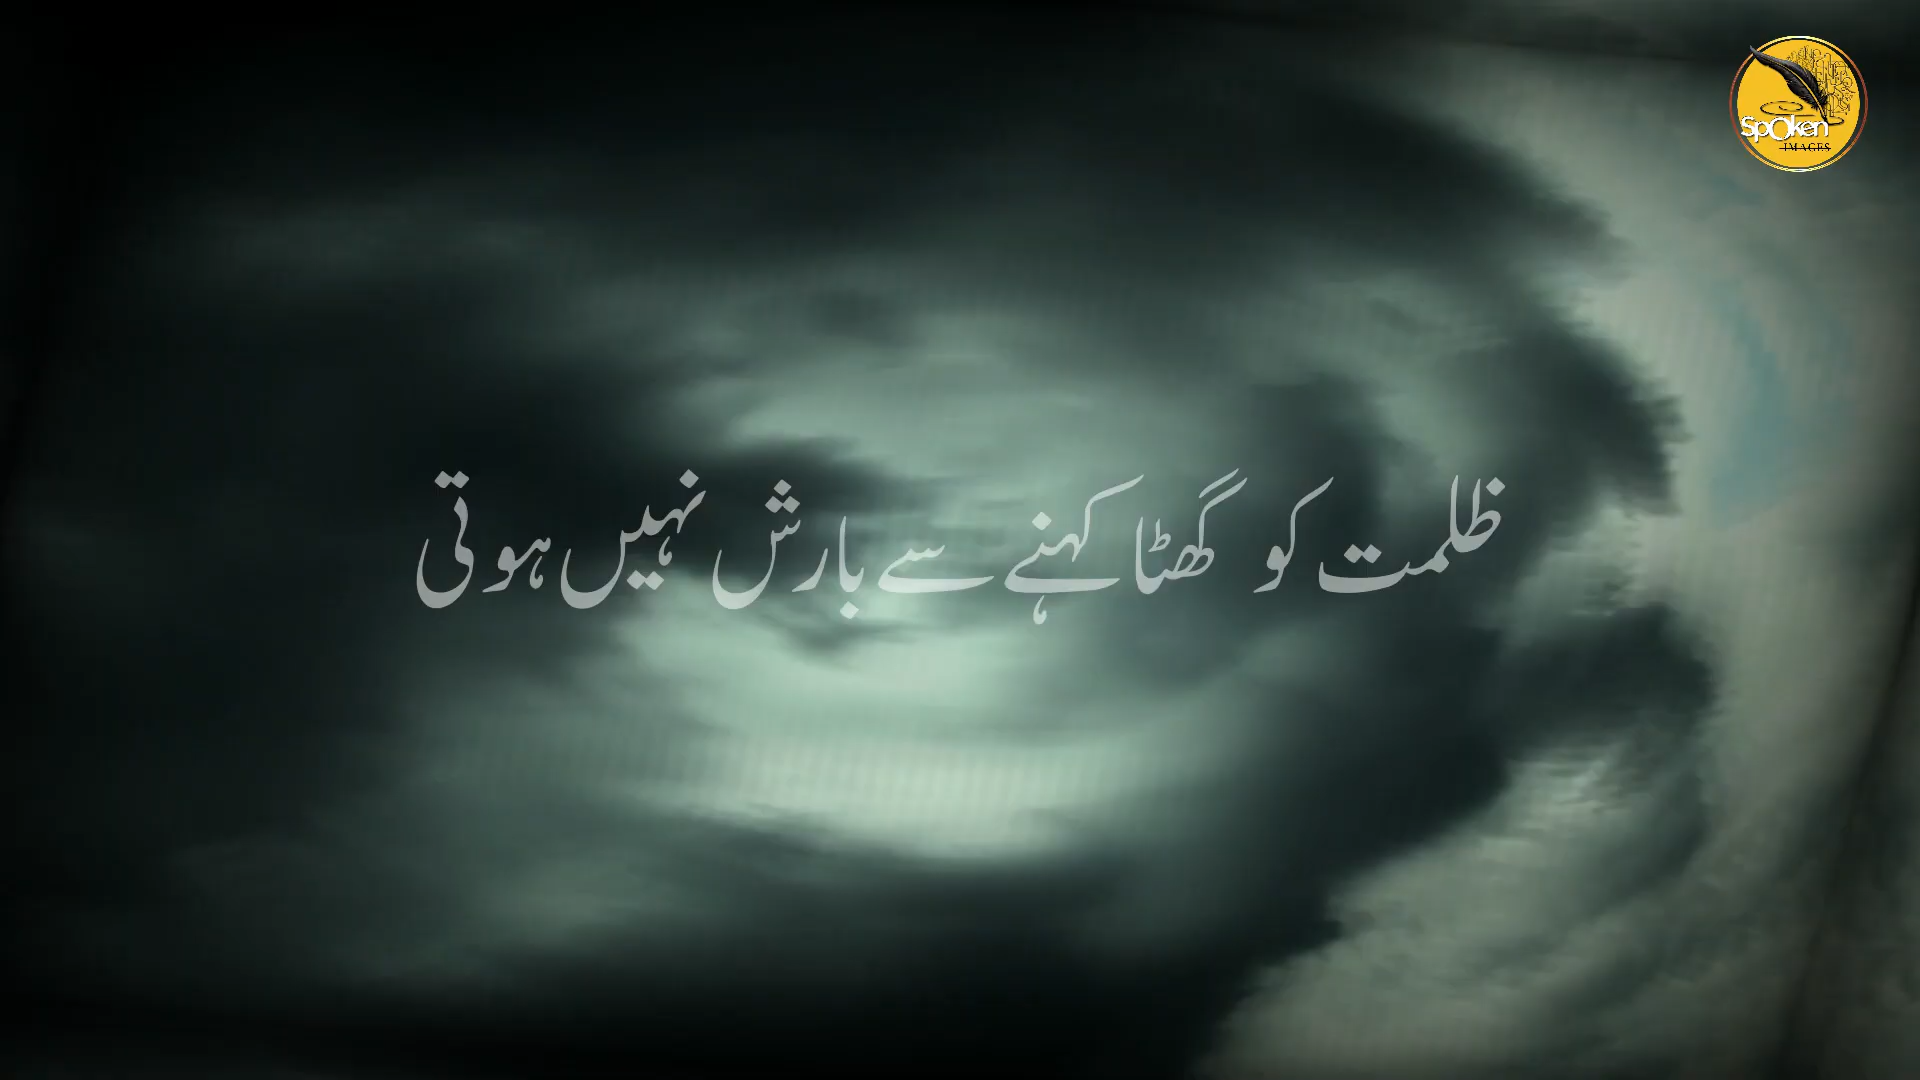 Spoken
IMAGES
ظلمت کو گھٹا کہنے سے بارش نہیں ہوتی